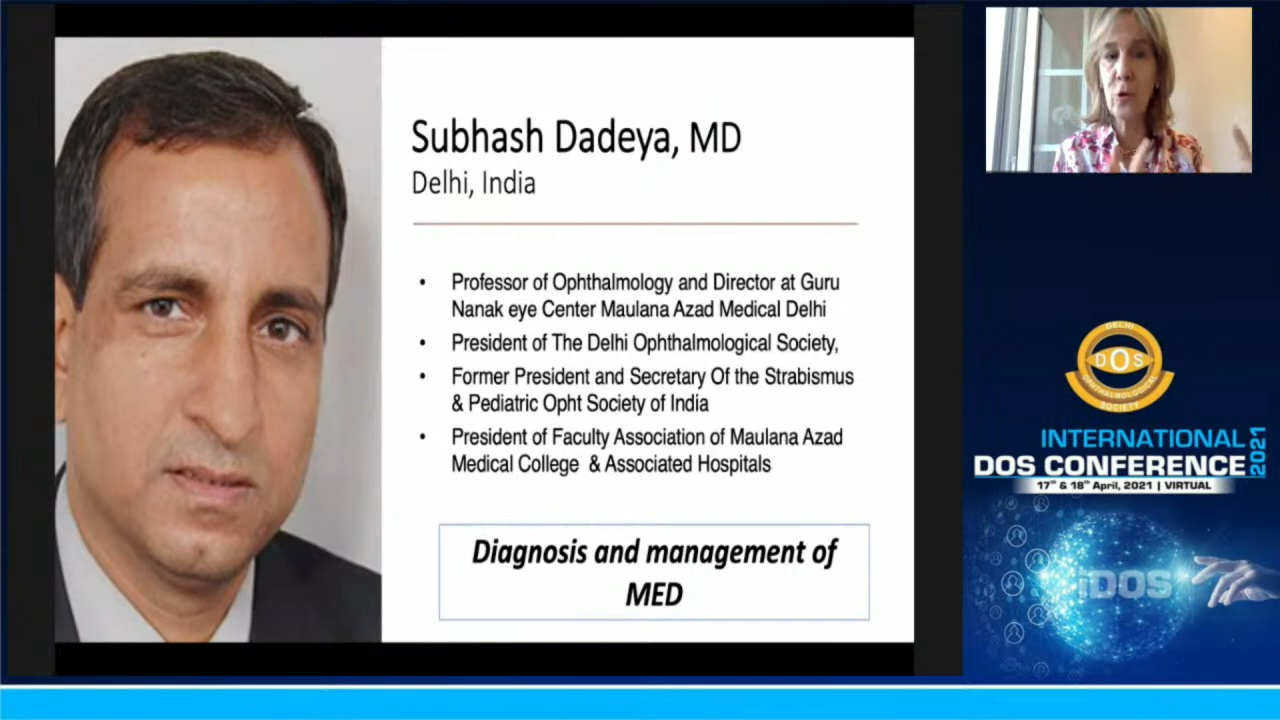 Subhash Dadeya, MD
Delhi, India
• Professor of Ophthalmology and Director at Guru
Nanak eye Center Maulana Azad Medical Delhi
• President of The Delhi Ophthalmological Society,
• Former President and Secretary Of the Strabismus
& Pediatric Opht Society of India
• President of Faculty Association of Maulana Azad
Medical College & Associated Hospitals
Diagnosis and management of
MED
DELHI
DOS
OPHTHALMOLOGICAL
SOCIETY
INTERNATIONAL
DOS CONFERENCE
2021
17th & 18th April, 2021 | VIRTUAL
iDOS